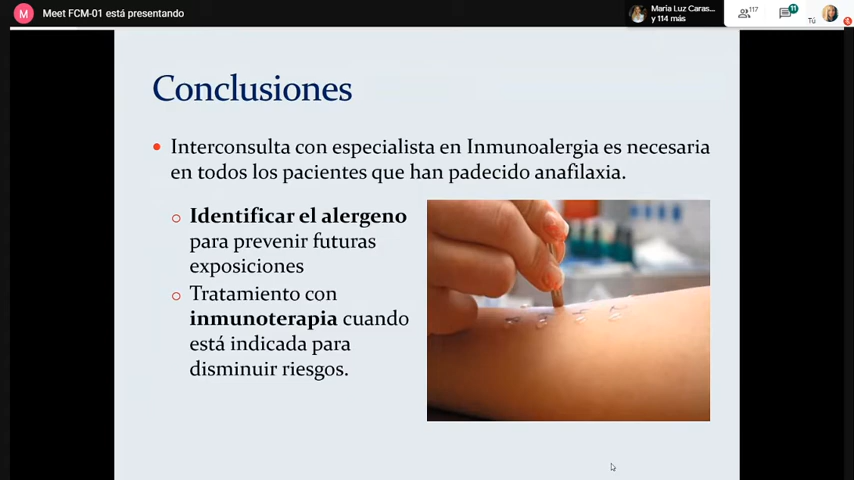 Meet FCM-01 está presentando
Maria Luz Caras...
y 114 más
117
11
Tú
Conclusiones
Interconsulta con especialista en Inmunoalergia es necesaria
en todos los pacientes que han padecido anafilaxia.
Identificar el alergeno
para prevenir futuras
exposiciones
Tratamiento con
inmunoterapia cuando
está indicada para
disminuir riesgos.